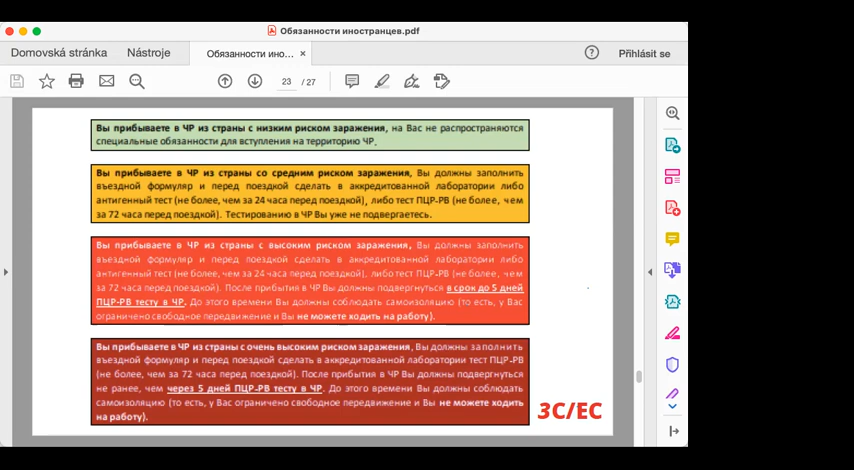 Обязанности иностранцев.pdf
Domovská stránka
Nástroje
Обязанности ино... ×
Přihlásit se
23 / 27
Вы прибываете в ЧР из страны с низким риском заражения, на Вас не распространяются
специальные обязанности для вступления на территорию ЧР.
Вы прибываете в ЧР из страны со средним риском заражения, Вы должны заполнить
въездной формуляр и перед поездкой сделать в аккредитованной лаборатории либо
антигенный тест (не более, чем за 24 часа перед поездкой), либо тест ПЦР-РВ (не более, чем
за 72 часа перед поездкой). Тестированию в ЧР Вы уже не подвергаетесь.
Вы прибываете в ЧР из страны с высоким риском заражения, Вы должны заполнить
въездной формуляр и перед поездкой сделать в аккредитованной лаборатории либо
антигенный тест (не более, чем за 24 часа перед поездкой), либо тест ПЦР-РВ (не более, чем
за 72 часа перед поездкой). После прибытия в ЧР Вы должны подвергнуться в срок до 5 дней
ПЦР-РВ тесту в ЧР. До этого времени Вы должны соблюдать самоизоляцию (то есть, у Вас
ограничено свободное передвижение и Вы не можете ходить на работу).
Вы прибываете в ЧР из страны с очень высоким риском заражения, Вы должны заполнить
въездной формуляр и перед поездкой сделать в аккредитованной лаборатории тест ПЦР-РВ
(не более, чем за 72 часа перед поездкой). После прибытия в ЧР Вы должны подвергнуться
не ранее, чем через 5 дней ПЦР-РВ тесту в ЧР. До этого времени Вы должны соблюдать
самоизоляцию (то есть, у Вас ограничено свободное передвижение и Вы не можете ходить
на работу).
ЗС/ЕС